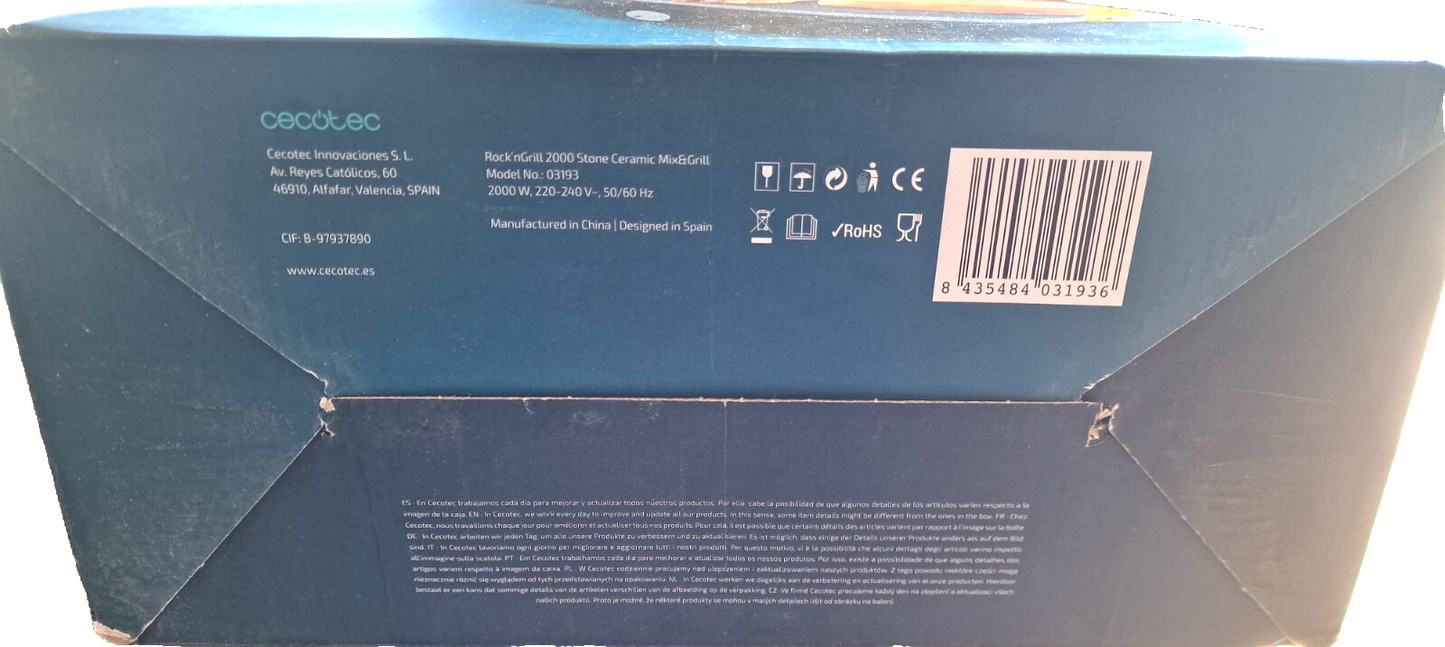 cecotec
Cecotec Innovaciones S. L.
Av. Reyes Católicos, 60
46910, Alfafar, Valencia, SPAIN
CIF: B-97937890
www.cecotec.es
Rock'nGrill 2000 Stone Ceramic Mix&Grill
Model No.: 03193
2000 W, 220-240 V~, 50/60 Hz
Manufactured in China | Designed in Spain
CE
✓RoHS
8 435484 031936
ES · En Cecotec trabajamos cada día para mejorar y actualizar todos nuestros productos. Por ello, cabe la posibilidad de que algunos detalles de los artículos varíen respecto a la
imagen de la caja. EN · In Cecotec, we work every day to improve and update all our products. In this sense, some item details might be different from the ones in the box. FR · Chez
Cecotec, nous travaillons chaque jour pour améliorer et actualiser tous nos produits. Pour cela, il est possible que certains détails des articles varient par rapport à l'image sur la boîte.
DE · In Cecotec arbeiten wir jeden Tag, um alle unsere Produkte zu verbessern und zu aktualisieren. Es ist möglich, dass einige der Details unserer Produkte anders als auf dem Bild
sind. IT · In Cecotec lavoriamo ogni giorno per migliorare e aggiornare tutti i nostri prodotti. Per questo motivo, vi è la possibilità che alcuni dettagli degli articoli varino rispetto
all'immagine sulla scatola. PT · Em Cecotec trabalhamos cada dia para melhorar e atualizar todos os nossos produtos. Por isso, existe a possibilidade de que alguns detalhes dos
artigos variem respeito à imagem da caixa. PL · W Cecotec codziennie pracujemy nad ulepszeniem i zaktualizowaniem naszych produktów. Z tego powodu niektóre części mogą
nieznacznie różnić się wyglądem od tych przedstawianych na opakowaniu. NL · In Cecotec werken we dagelijks aan de verbetering en actualisering van al onze producten. Hierdoor
bestaat er een kans dat sommige details van de artikelen verschillen van de afbeelding op de verpakking. CZ · Ve firmě Cecotec pracujeme každý den na zlepšení a aktualizaci všech
našich produktů. Proto je možné, že některé produkty se mohou v malých detailech lišit od obrázku na balení.